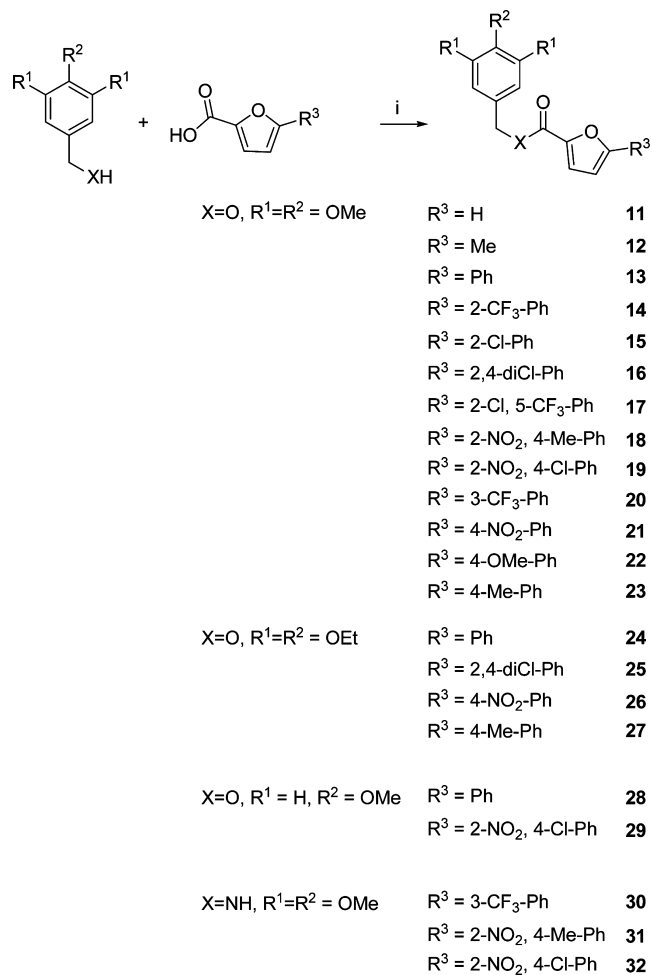 R² R²
R¹ R¹ R¹ R¹
O O R³ i O O R³
+ HO X
XH
X=O, R¹=R² = OMe R³ = H 11
R³ = Me 12
R³ = Ph 13
R³ = 2-CF₃-Ph 14
R³ = 2-Cl-Ph 15
R³ = 2,4-diCl-Ph 16
R³ = 2-Cl, 5-CF₃-Ph 17
R³ = 2-NO₂, 4-Me-Ph 18
R³ = 2-NO₂, 4-Cl-Ph 19
R³ = 3-CF₃-Ph 20
R³ = 4-NO₂-Ph 21
R³ = 4-OMe-Ph 22
R³ = 4-Me-Ph 23
X=O, R¹=R² = OEt R³ = Ph 24
R³ = 2,4-diCl-Ph 25
R³ = 4-NO₂-Ph 26
R³ = 4-Me-Ph 27
X=O, R¹ = H, R² = OMe R³ = Ph 28
R³ = 2-NO₂, 4-Cl-Ph 29
X=NH, R¹=R² = OMe R³ = 3-CF₃-Ph 30
R³ = 2-NO₂, 4-Me-Ph 31
R³ = 2-NO₂, 4-Cl-Ph 32